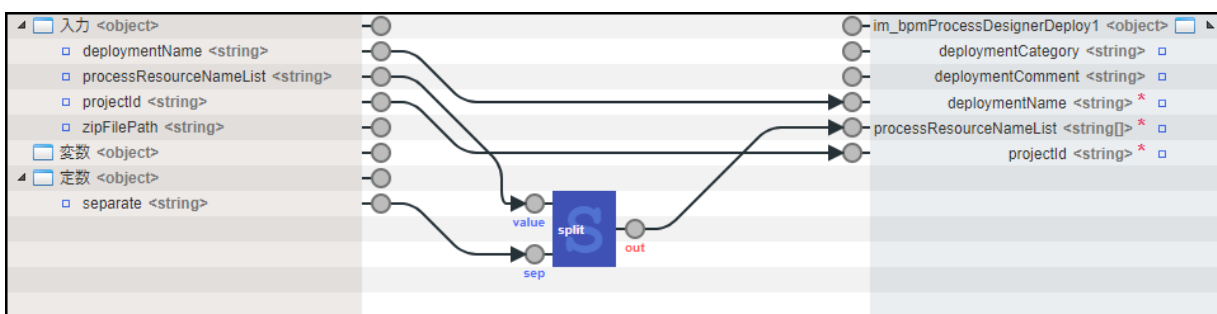 入力 <object>
deploymentName <string>
processResourceNameList <string>
projectId <string>
zipFilePath <string>
変数 <object>
定数 <object>
separate <string>
value
split
out
sep
im_bpmProcessDesignerDeploy1 <object>
deploymentCategory <string>
deploymentComment <string>
deploymentName <string> *
processResourceNameList <string[]> *
projectId <string> *